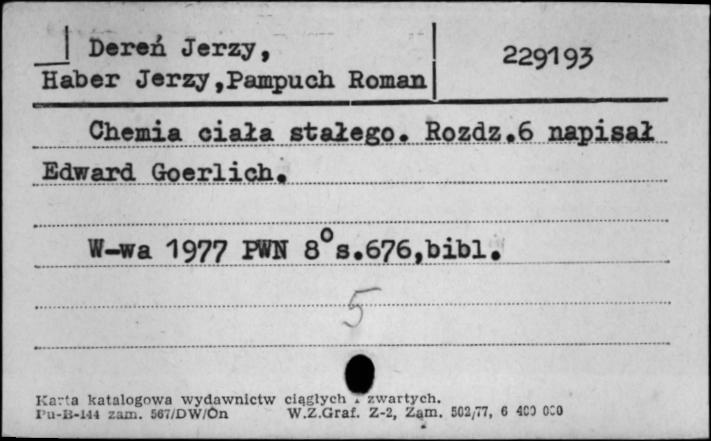 Dereń Jerzy,
229193
Haber Jerzy,Pampuch Roman
Chemia ciała stałego. Rozdz.6 napisał
Edward Goerlich.
W-wa 1977 PWN 8° s.676,bibl.
5
Karta katalogowa wydawnictw ciągłych i zwartych.
Pu-B-144 zam. 567/DW/On W.Z.Graf. Z-2, Zam. 502/77, 6 400 000